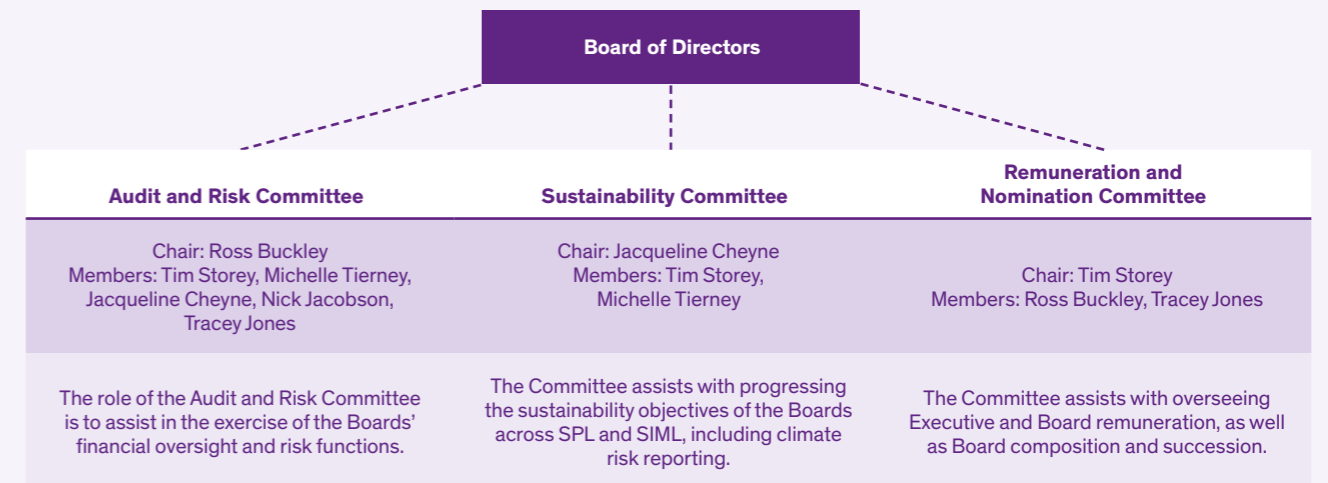 Board of Directors
Audit and Risk Committee
Sustainability Committee
Remuneration and
Nomination Committee
Chair: Ross Buckley
Members: Tim Storey, Michelle Tierney,
Jacqueline Cheyne, Nick Jacobson,
Tracey Jones
Chair: Jacqueline Cheyne
Members: Tim Storey,
Michelle Tierney
Chair: Tim Storey
Members: Ross Buckley, Tracey Jones
The role of the Audit and Risk Committee
is to assist in the exercise of the Boards’
financial oversight and risk functions.
The Committee assists with progressing
the sustainability objectives of the Boards
across SPL and SIML, including climate
risk reporting.
The Committee assists with overseeing
Executive and Board remuneration, as well
as Board composition and succession.